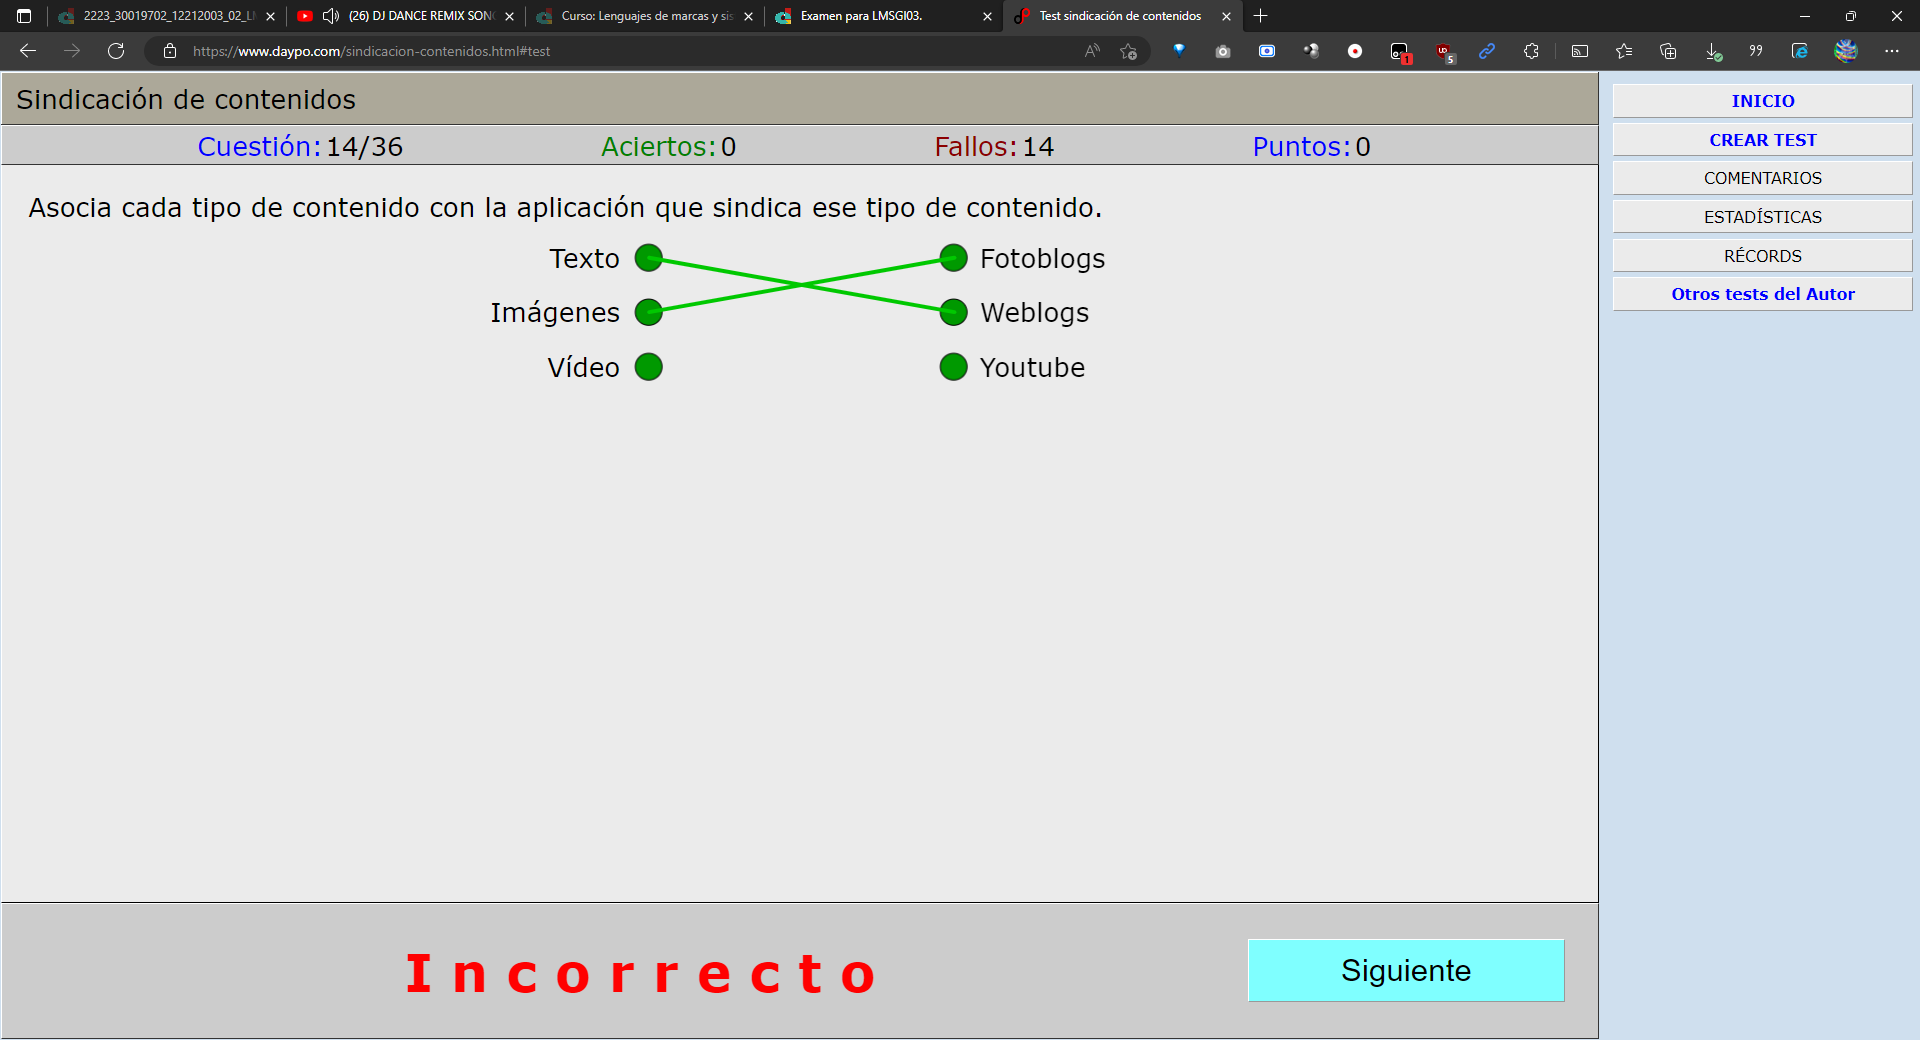 2223_30019702_12212003_02_LM
(26) DJ DANCE REMIX SONG
Curso: Lenguajes de marcas y sis
Examen para LMSGI03.
Test sindicación de contenidos
https://www.daypo.com/sindicacion-contenidos.html#test
1
5
Sindicación de contenidos
Cuestión: 14/36
Aciertos: 0
Fallos: 14
Puntos: 0
Asocia cada tipo de contenido con la aplicación que sindica ese tipo de contenido.
Texto
Fotoblogs
Imágenes
Weblogs
Vídeo
Youtube
Incorrecto
Siguiente
INICIO
CREAR TEST
COMENTARIOS
ESTADÍSTICAS
RÉCORDS
Otros tests del Autor